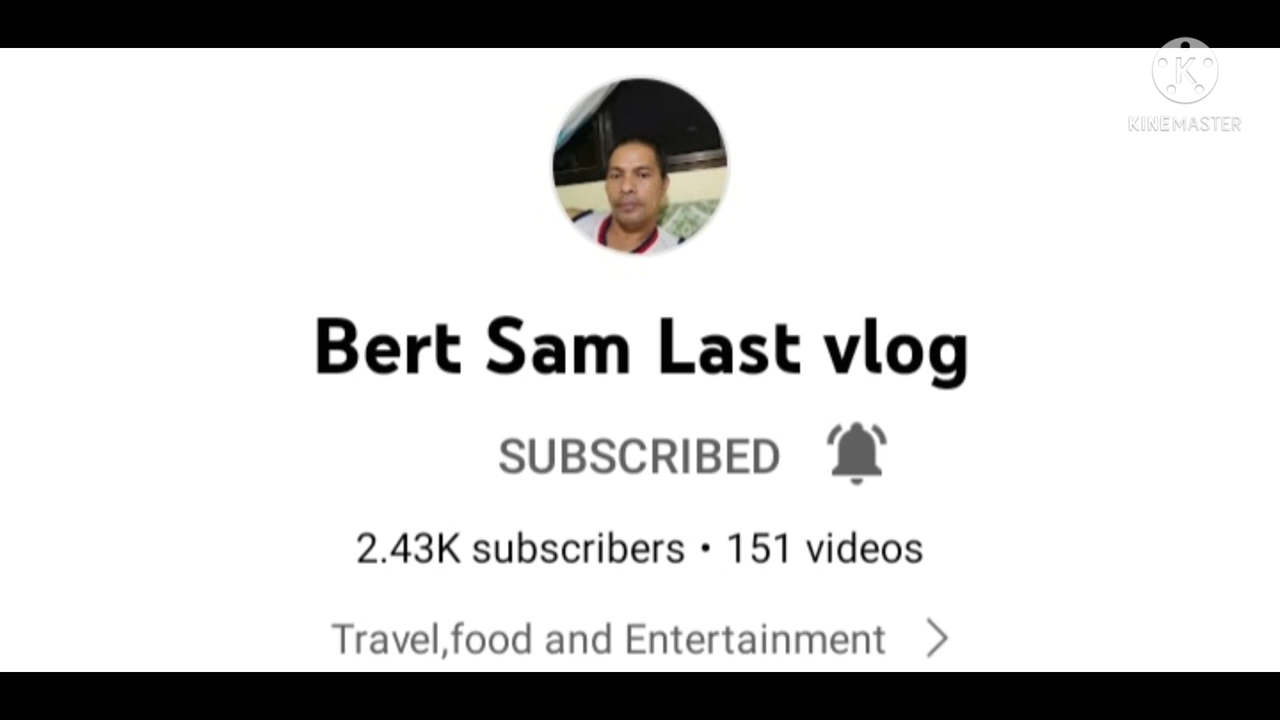 K
KINEMASTER
Bert Sam Last vlog
SUBSCRIBED
2.43K subscribers • 151 videos
Travel,food and Entertainment